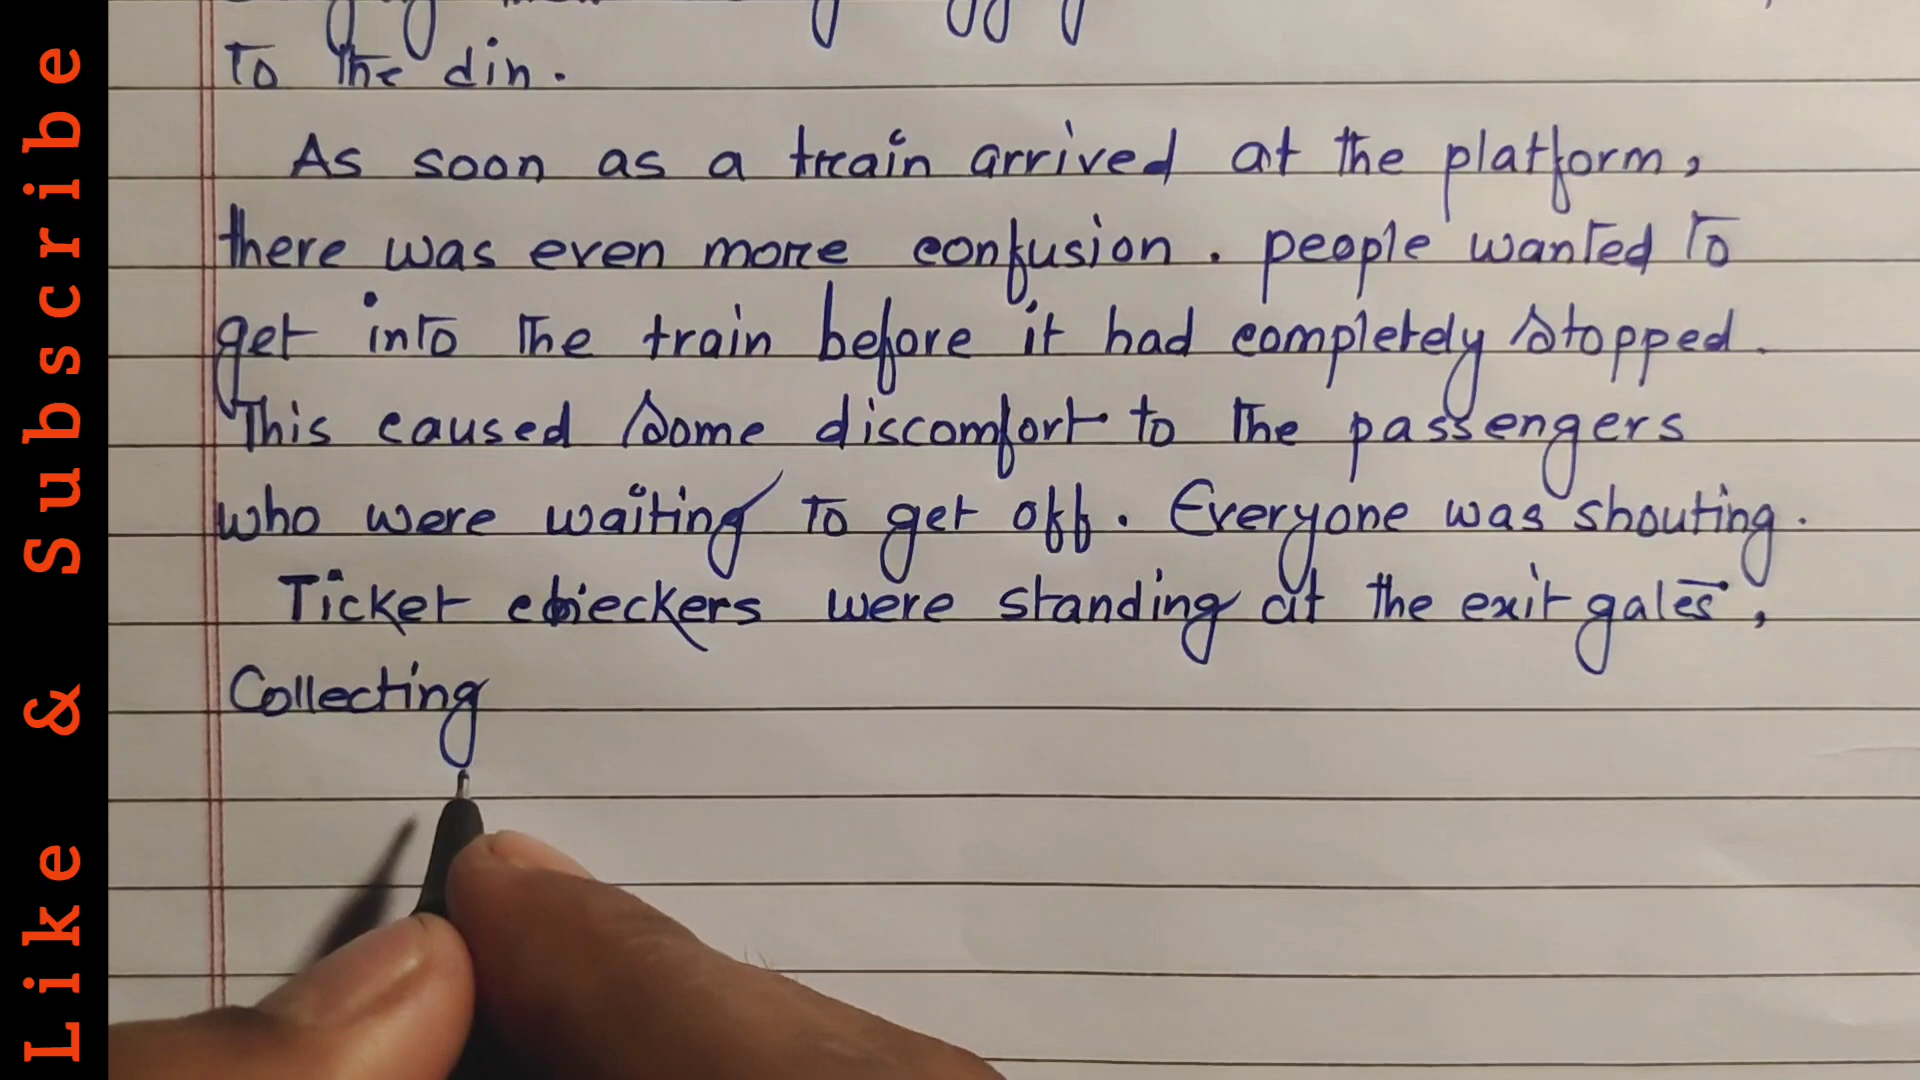 Like & Subscribe
to the din.
As soon as a train arrived at the platform,
there was even more confusion. people wanted to
get into the train before it had completely stopped.
This caused some discomfort to the passengers
who were waiting to get off. Everyone was shouting.
Ticket checkers were standing at the exit gates,
Collecting